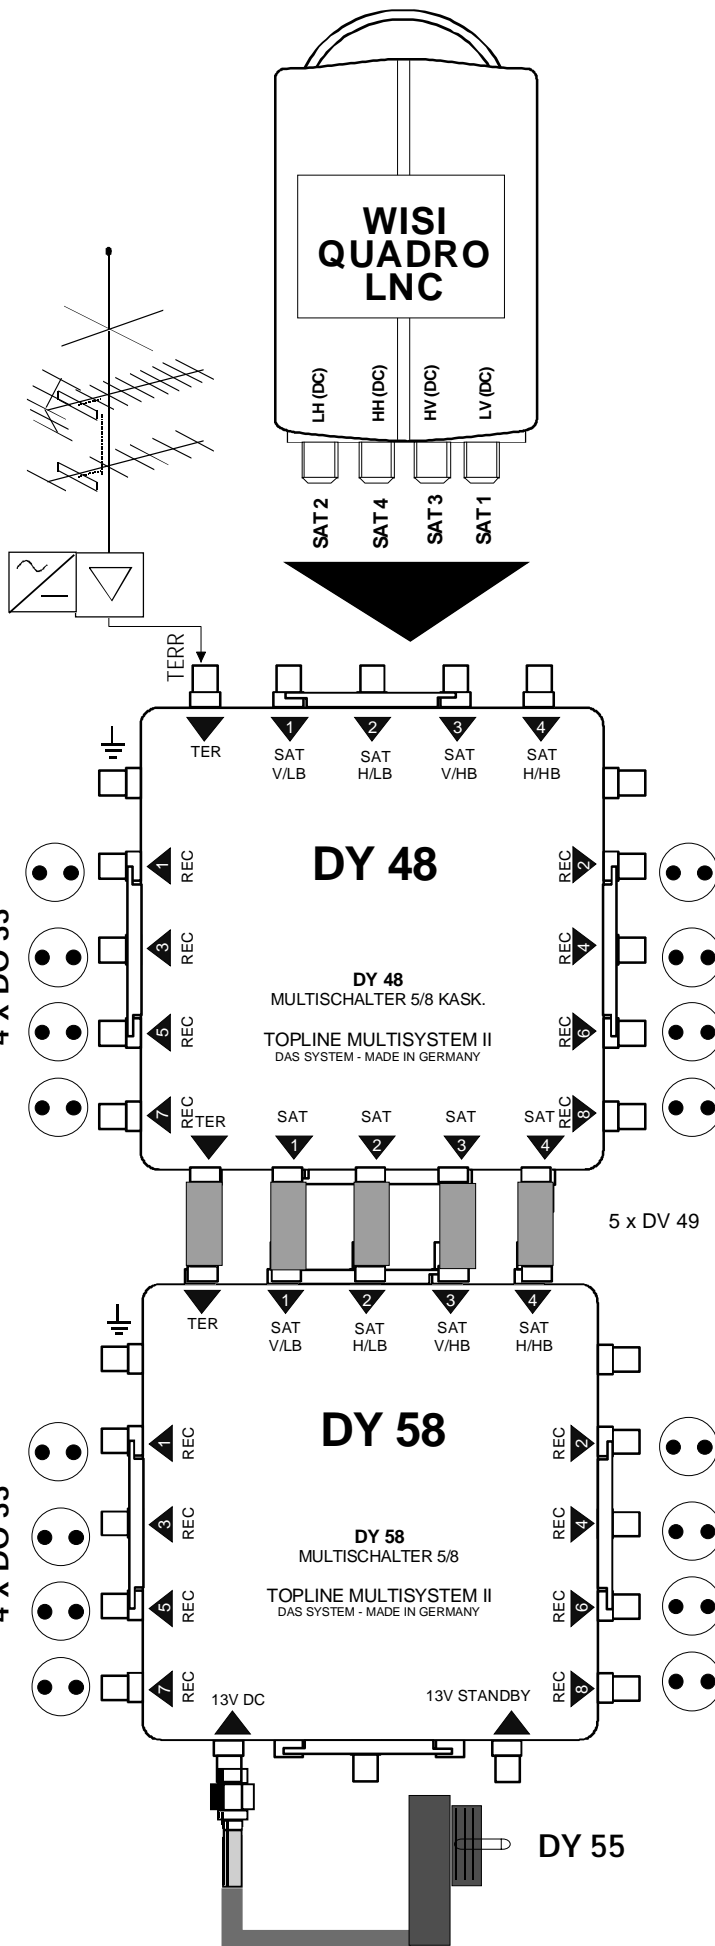 WISI
QUADRO
LNC
LH (DC)
HH (DC)
HV (DC)
LV (DC)
SAT 2
SAT 4
SAT 3
SAT 1
TERR
TER
1
SAT
V/LB
2
SAT
H/LB
3
SAT
V/HB
4
SAT
H/HB
DY 48
1
REC
2
REC
3
REC
4
REC
5
REC
6
REC
7
REC
8
REC
DY 48
MULTISCHALTER 5/8 KASK.
TOPLINE MULTISYSTEM II
DAS SYSTEM - MADE IN GERMANY
TER
SAT
1
SAT
2
SAT
3
SAT
4
5 x DV 49
TER
1
SAT
V/LB
2
SAT
H/LB
3
SAT
V/HB
4
SAT
H/HB
DY 58
1
REC
2
REC
3
REC
4
REC
5
REC
6
REC
7
REC
8
REC
DY 58
MULTISCHALTER 5/8
TOPLINE MULTISYSTEM II
DAS SYSTEM - MADE IN GERMANY
13V DC
13V STANDBY
DY 55